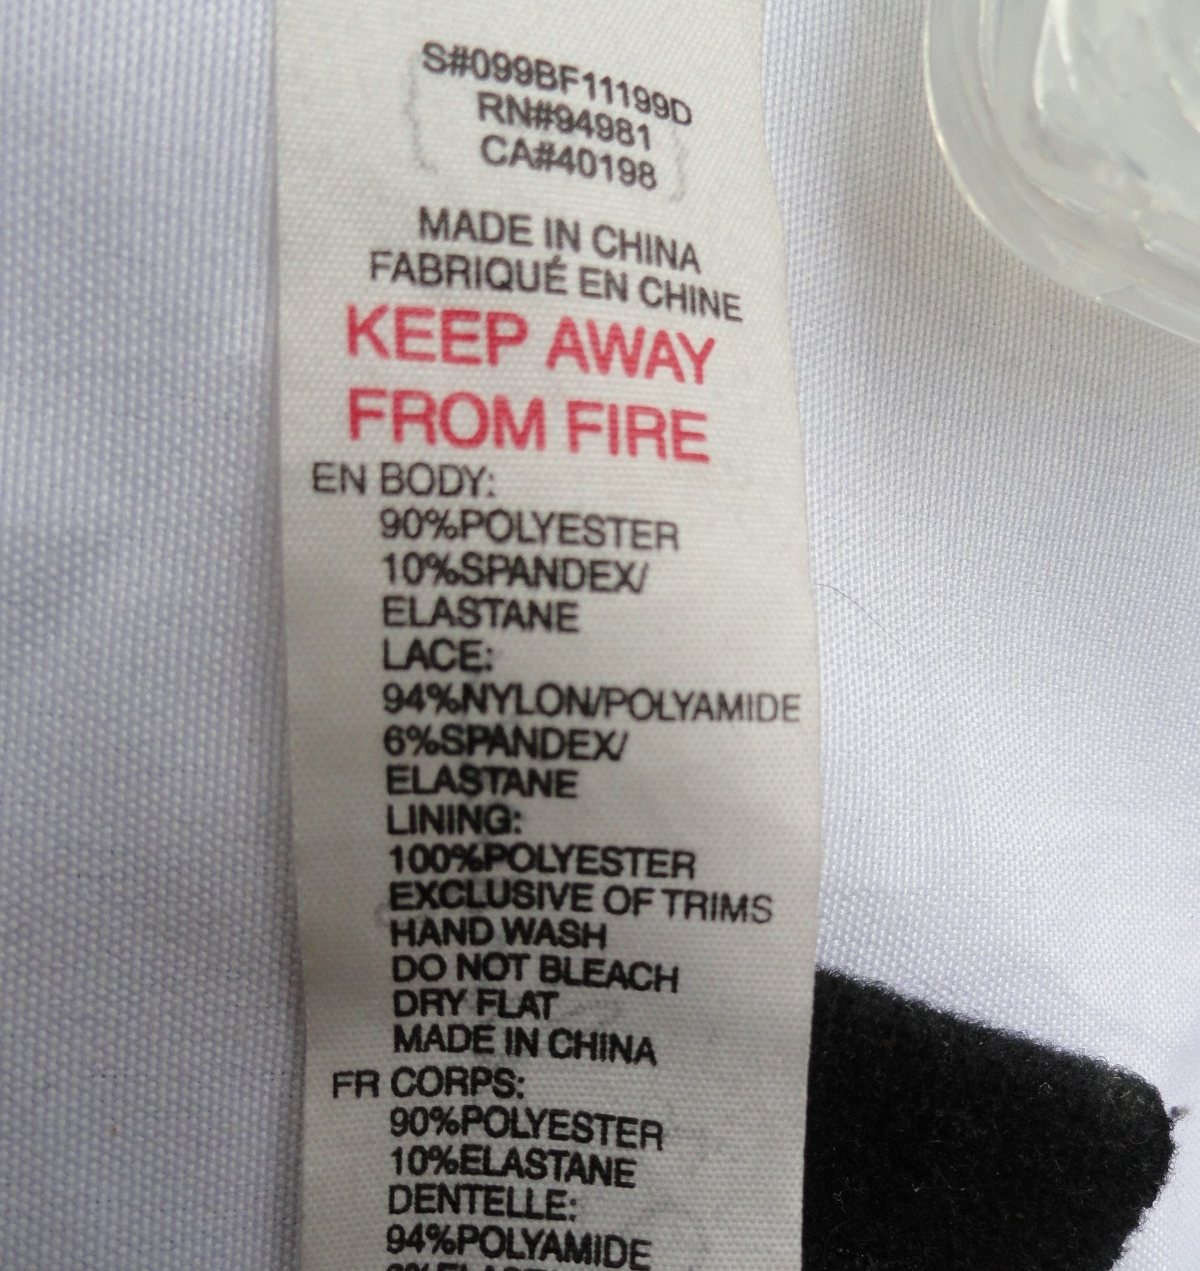 S#099BF11199D
RN#94981
CA#40198
MADE IN CHINA
FABRIQUÉ EN CHINE
KEEP AWAY
FROM FIRE
EN BODY:
90%POLYESTER
10%SPANDEX/
ELASTANE
LACE:
94%NYLON/POLYAMIDE
6%SPANDEX/
ELASTANE
LINING:
100%POLYESTER
EXCLUSIVE OF TRIMS
HAND WASH
DO NOT BLEACH
DRY FLAT
MADE IN CHINA
FR CORPS:
90%POLYESTER
10%ELASTANE
DENTELLE:
94%POLYAMIDE